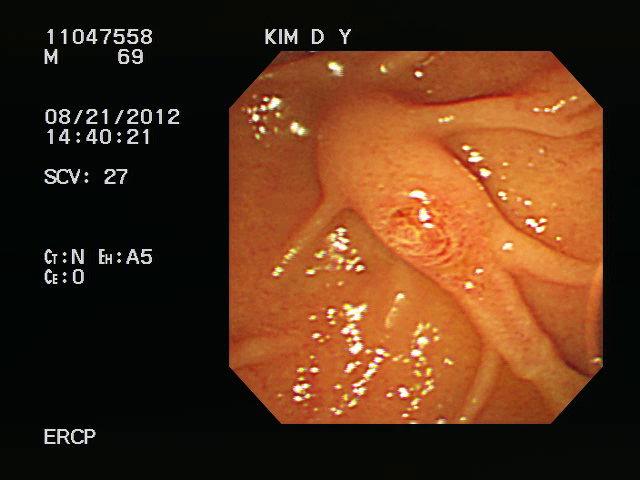 11047558
KIM D Y
M 69
08/21/2012
14:40:21
SCV: 27
Ct:N Eh:A5
Ce:0
ERCP